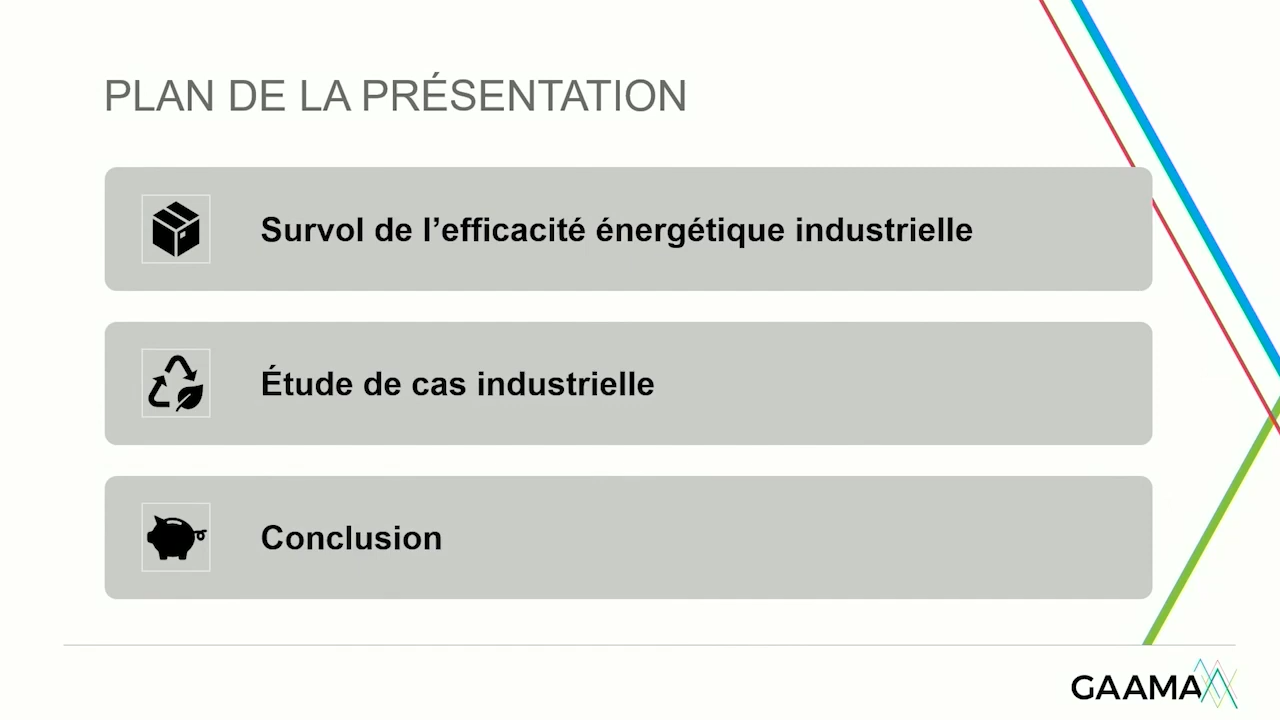 PLAN DE LA PRÉSENTATION
Survol de l’efficacité énergétique industrielle
Étude de cas industrielle
Conclusion
GAAMA